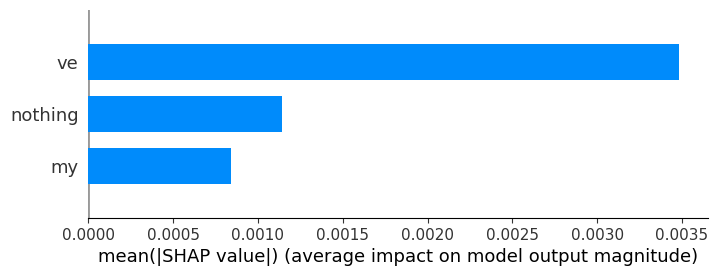 ve
nothing
my
0.0000 0.0005 0.0010 0.0015 0.0020 0.0025 0.0030 0.0035
mean(|SHAP value|) (average impact on model output magnitude)